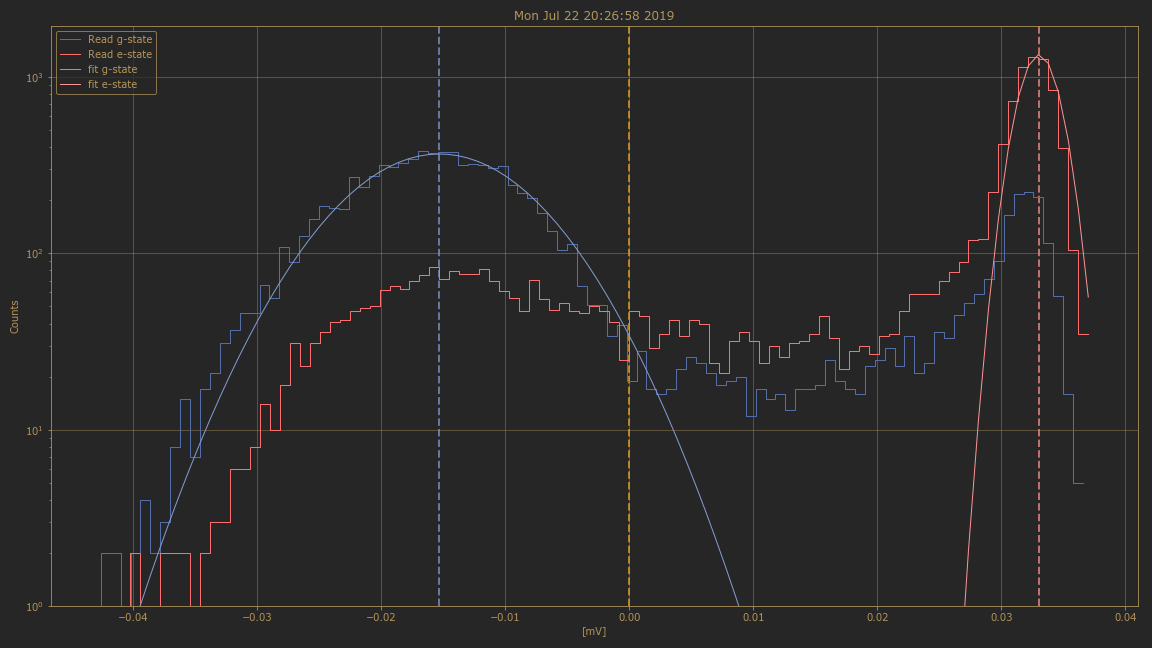 Mon Jul 22 20:26:58 2019
Read g-state
Read e-state
fit g-state
fit e-state
10³
10²
10¹
10⁰
Counts
−0.04 −0.03 −0.02 −0.01 0.00 0.01 0.02 0.03 0.04
[mV]